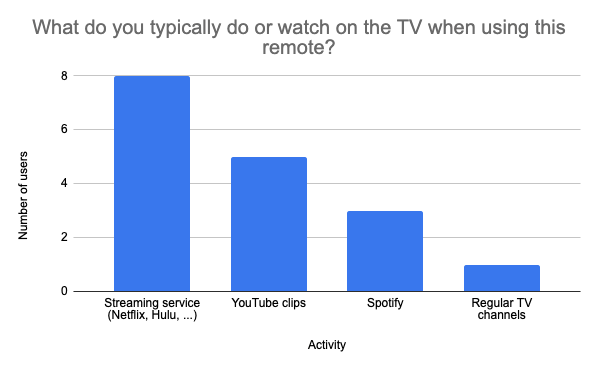 What do you typically do or watch on the TV when using this
remote?
8
6
4
2
0
Number of users
Streaming service
(Netflix, Hulu, ...)
YouTube clips
Spotify
Regular TV
channels
Activity